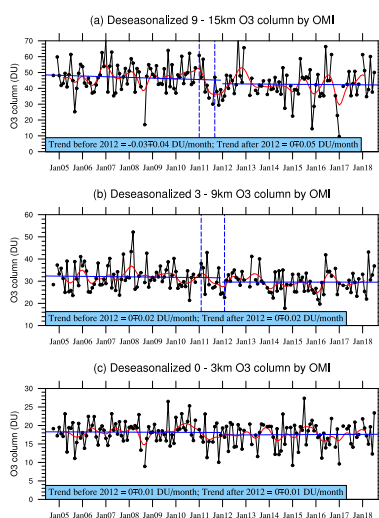 (a) Deseasonalized 9 - 15km O3 column by OMI
O3 column (DU)
70
60
50
40
30
20
10
0
Trend before 2012 = -0.03∓0.04 DU/month; Trend after 2012 = 0∓0.05 DU/month
Jan05 Jan06 Jan07 Jan08 Jan09 Jan10 Jan11 Jan12 Jan13 Jan14 Jan15 Jan16 Jan17 Jan18
(b) Deseasonalized 3 - 9km O3 column by OMI
O3 column (DU)
60
50
40
30
20
10
Trend before 2012 = 0∓0.02 DU/month; Trend after 2012 = 0∓0.02 DU/month
Jan05 Jan06 Jan07 Jan08 Jan09 Jan10 Jan11 Jan12 Jan13 Jan14 Jan15 Jan16 Jan17 Jan18
(c) Deseasonalized 0 - 3km O3 column by OMI
O3 column (DU)
30
25
20
15
10
5
0
Trend before 2012 = 0∓0.01 DU/month; Trend after 2012 = 0∓0.01 DU/month
Jan05 Jan06 Jan07 Jan08 Jan09 Jan10 Jan11 Jan12 Jan13 Jan14 Jan15 Jan16 Jan17 Jan18